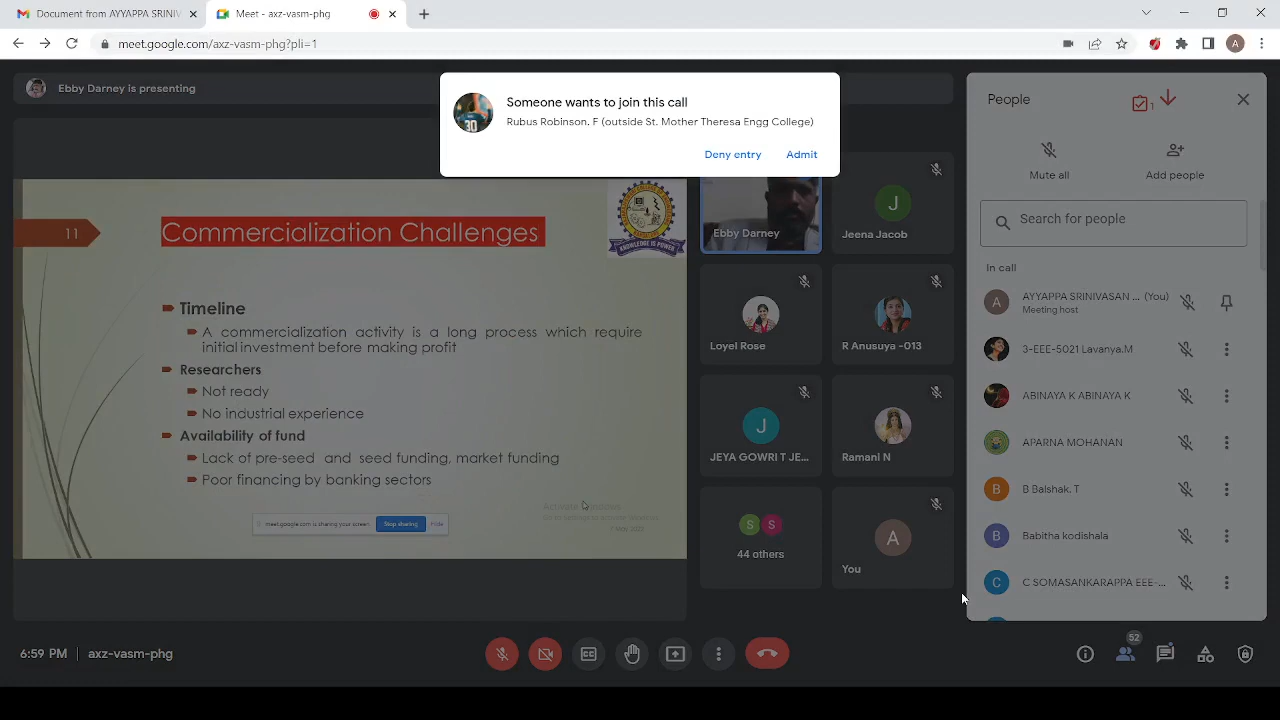 Document from AYYAPPA SRINIV
Meet - axz-vasm-phg
meet.google.com/axz-vasm-phg?pli=1
A
Ebby Darney is presenting
Someone wants to join this call
Rubus Robinson. F (outside St. Mother Theresa Engg College)
Deny entry
Admit
11
Commercialization Challenges
KNOWLEDGE IS POWER
Timeline
A commercialization activity is a long process which require
initial investment before making profit
Researchers
Not ready
No industrial experience
Availability of fund
Lack of pre-seed and seed funding, market funding
Poor financing by banking sectors
meet.google.com is sharing your screen.
Stop sharing
Hide
Activate Windows
Ebby Darney
J
Jeena Jacob
Loyel Rose
R Anusuya -013
J
JEYA GOWRI T JE...
Ramani N
S
S
44 others
A
You
People
1
Mute all
Add people
Search for people
In call
A
AYYAPPA SRINIVASAN ... (You)
Meeting host
3-EEE-5021 Lavanya.M
ABINAYA K ABINAYA K
APARNA MOHANAN
B
B Balshak. T
B
Babitha kodishala
C
C SOMASANKARAPPA EEE-...
6:59 PM
axz-vasm-phg
52